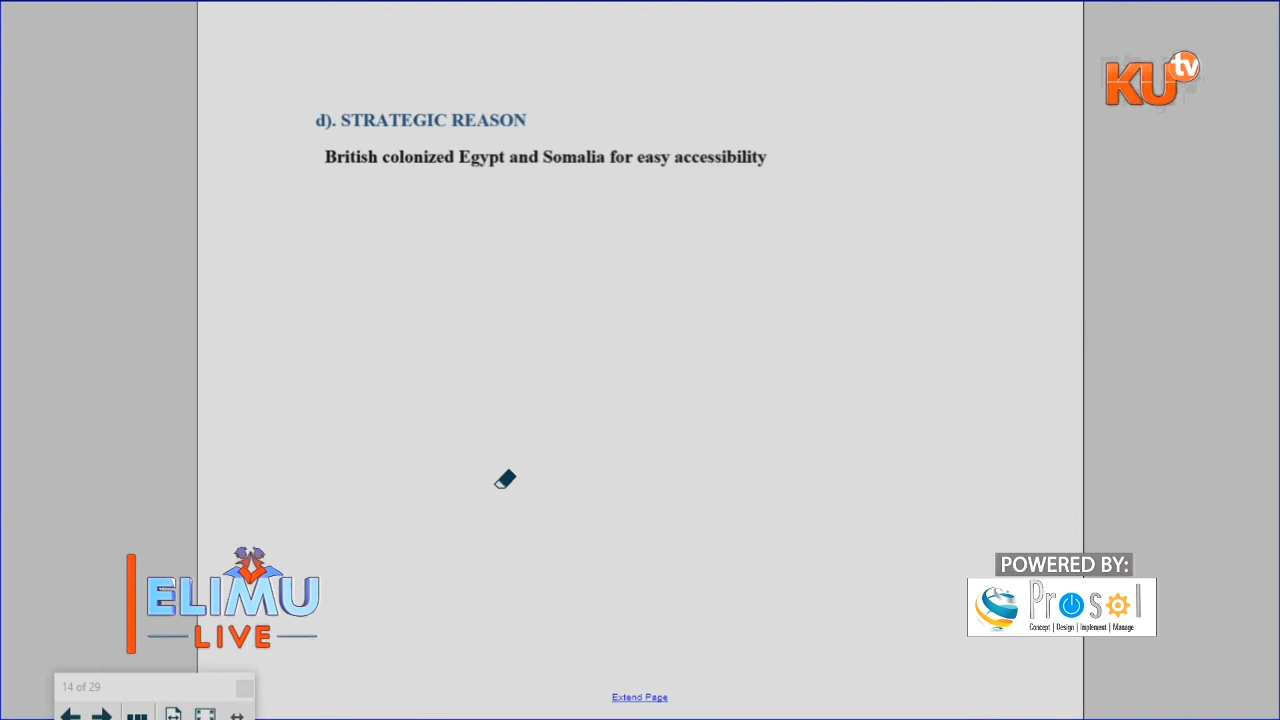 KU tv
d). STRATEGIC REASON
British colonized Egypt and Somalia for easy accessibility
ELIMU
LIVE
POWERED BY:
Prosol
Concept | Design | Implement | Manage
14 of 29
Extend Page